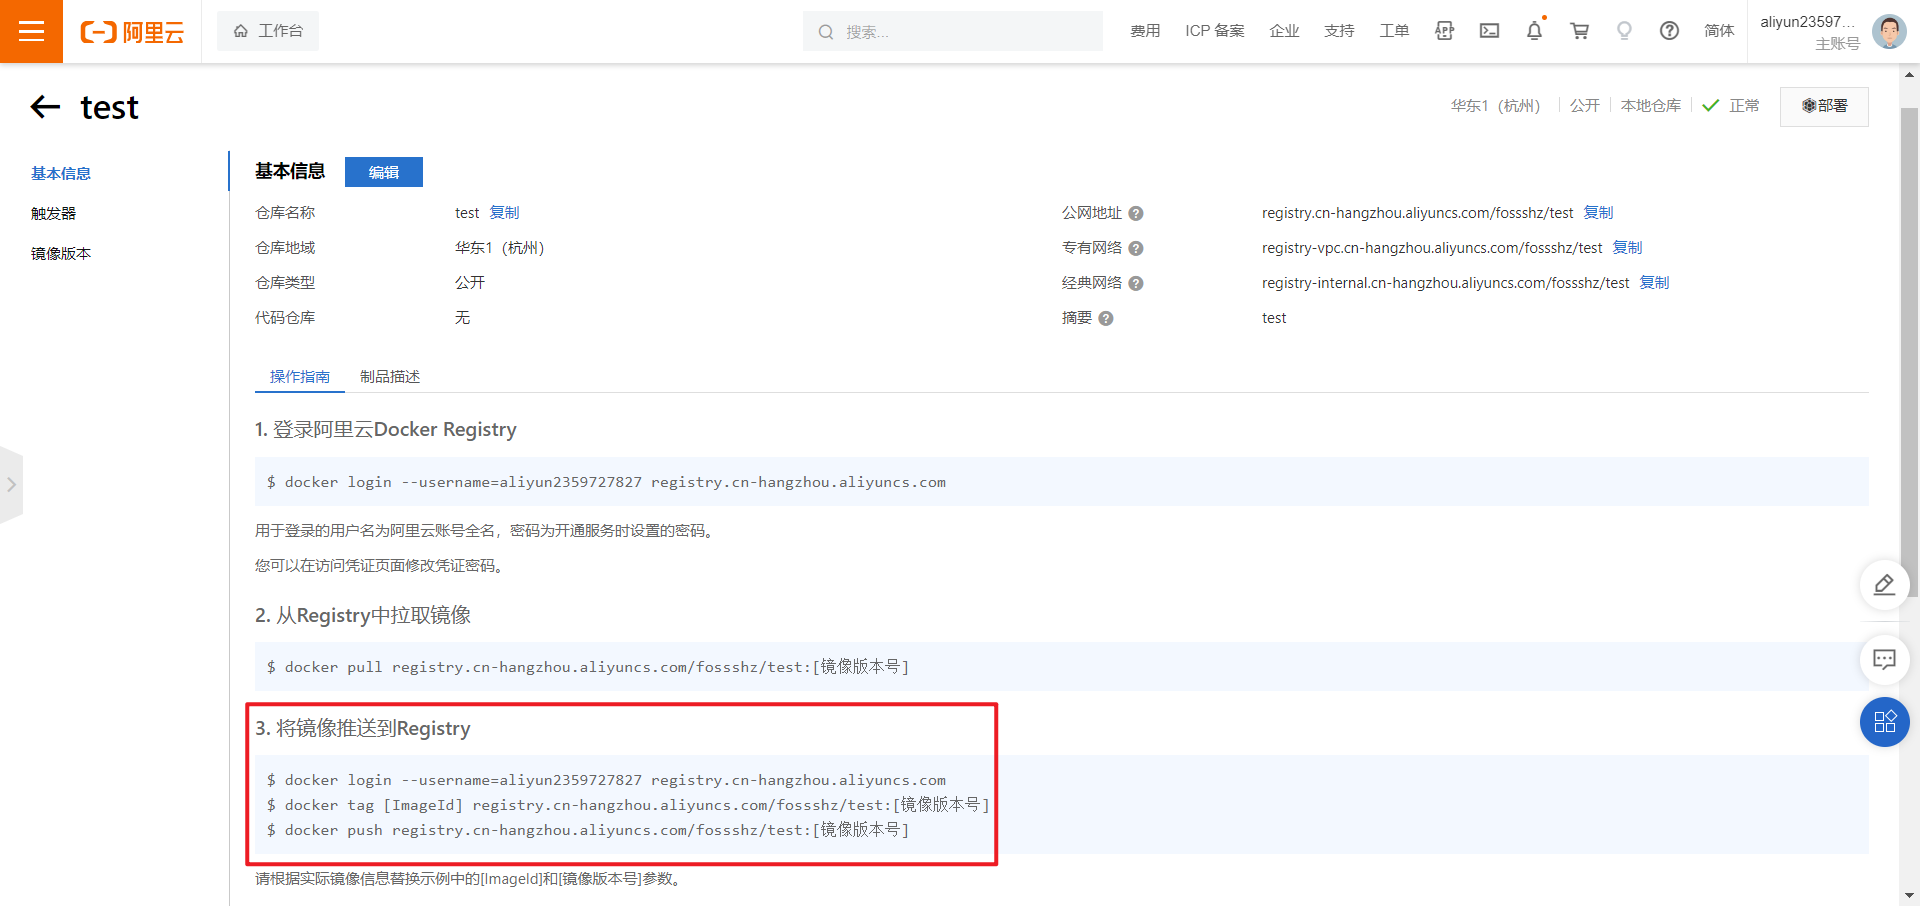 阿里云
工作台
搜索...
费用
ICP 备案
企业
支持
工单
APP
简体
aliyun23597...
主账号
test
华东1（杭州）
公开
本地仓库
正常
部署
基本信息
触发器
镜像版本
基本信息
编辑
仓库名称
test 复制
公网地址
registry.cn-hangzhou.aliyuncs.com/fossshz/test 复制
仓库地域
华东1（杭州）
专有网络
registry-vpc.cn-hangzhou.aliyuncs.com/fossshz/test 复制
仓库类型
公开
经典网络
registry-internal.cn-hangzhou.aliyuncs.com/fossshz/test 复制
代码仓库
无
摘要
test
操作指南
制品描述
1. 登录阿里云Docker Registry
$ docker login --username=aliyun2359727827 registry.cn-hangzhou.aliyuncs.com
用于登录的用户名为阿里云账号全名，密码为开通服务时设置的密码。
您可以在访问凭证页面修改凭证密码。
2. 从Registry中拉取镜像
$ docker pull registry.cn-hangzhou.aliyuncs.com/fossshz/test:[镜像版本号]
3. 将镜像推送到Registry
$ docker login --username=aliyun2359727827 registry.cn-hangzhou.aliyuncs.com
$ docker tag [ImageId] registry.cn-hangzhou.aliyuncs.com/fossshz/test:[镜像版本号]
$ docker push registry.cn-hangzhou.aliyuncs.com/fossshz/test:[镜像版本号]
请根据实际镜像信息替换示例中的[ImageId]和[镜像版本号]参数。